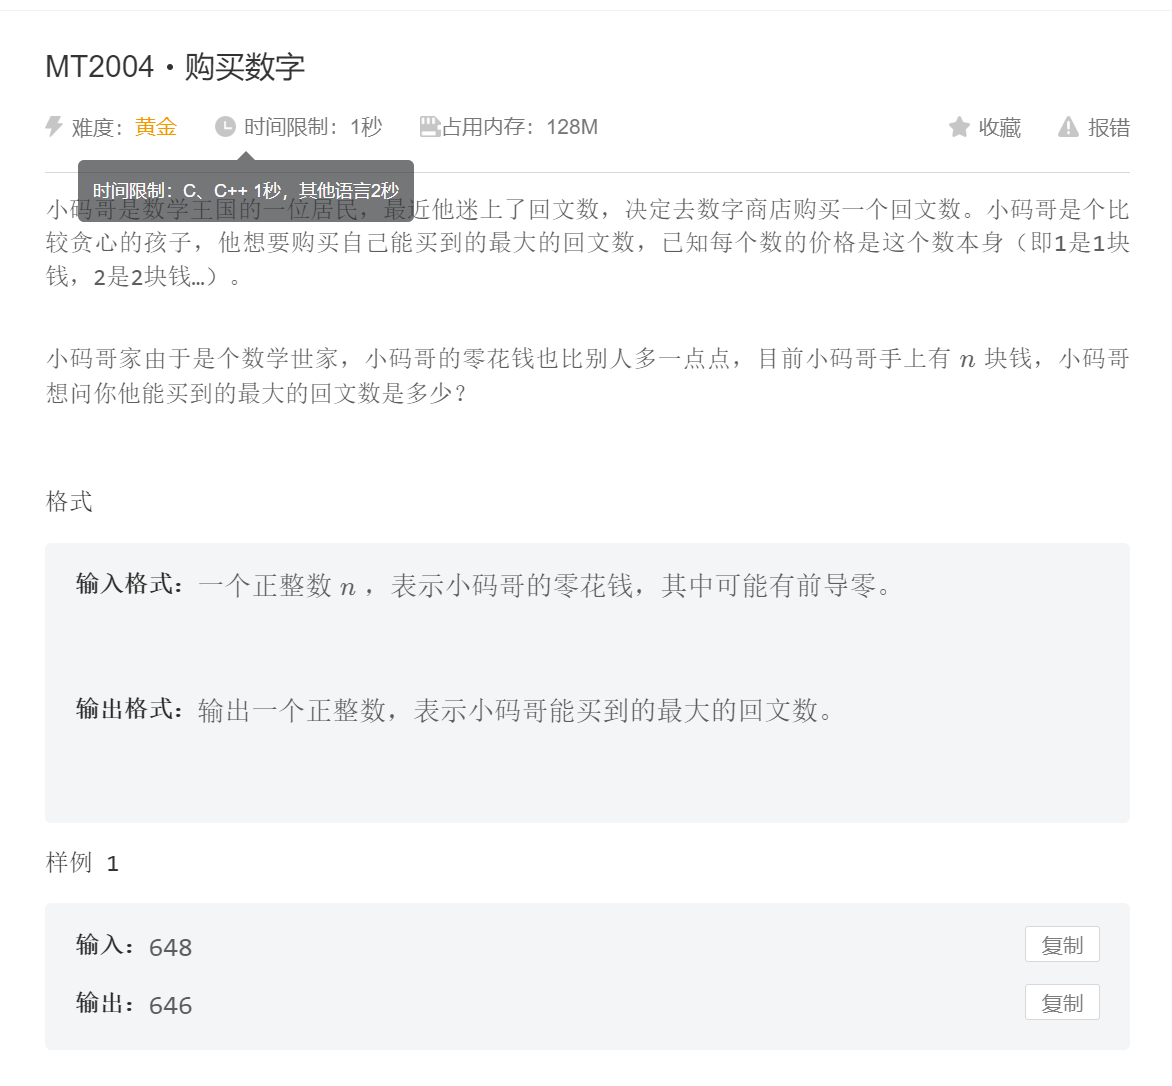 MT2004・购买数字
难度：黄金 时间限制：1秒 占用内存：128M 收藏 报错
时间限制：C、C++ 1秒，其他语言2秒
小码哥是数学王国的一位居民，最近他迷上了回文数，决定去数字商店购买一个回文数。小码哥是个比
较贪心的孩子，他想要购买自己能买到的最大的回文数，已知每个数的价格是这个数本身（即1是1块
钱，2是2块钱…）。
小码哥家由于是个数学世家，小码哥的零花钱也比别人多一点点，目前小码哥手上有 n 块钱，小码哥
想问你他能买到的最大的回文数是多少？
格式
输入格式：一个正整数 n ，表示小码哥的零花钱，其中可能有前导零。
输出格式：输出一个正整数，表示小码哥能买到的最大的回文数。
样例 1
输入：648 复制
输出：646 复制